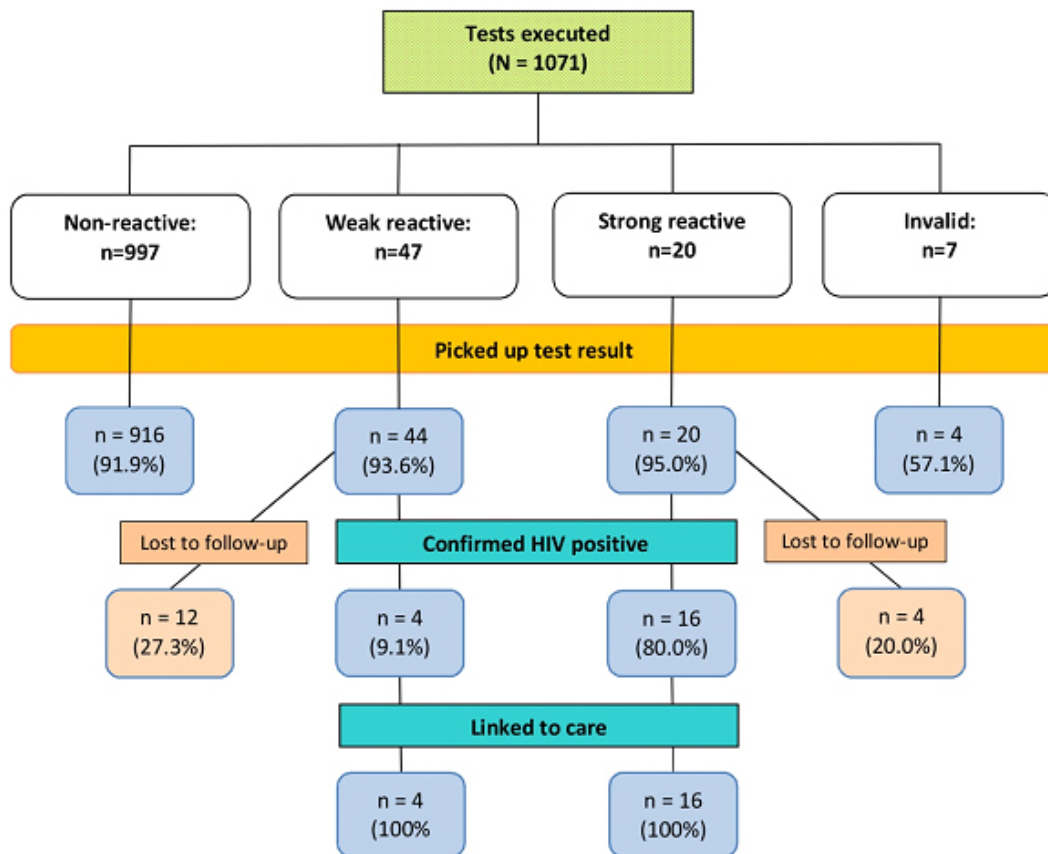 Tests executed
(N = 1071)
Non-reactive:
n=997
Weak reactive:
n=47
Strong reactive
n=20
Invalid:
n=7
Picked up test result
n = 916
(91.9%)
n = 44
(93.6%)
n = 20
(95.0%)
n = 4
(57.1%)
Lost to follow-up
Confirmed HIV positive
Lost to follow-up
n = 12
(27.3%)
n = 4
(9.1%)
n = 16
(80.0%)
n = 4
(20.0%)
Linked to care
n = 4
(100%
n = 16
(100%)